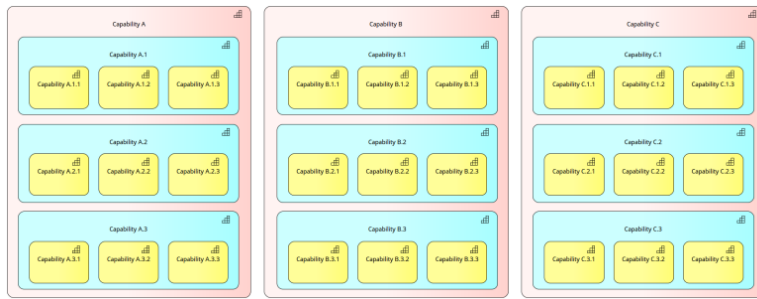 Capability A
Capability A.1
Capability A.1.1
Capability A.1.2
Capability A.1.3
Capability A.2
Capability A.2.1
Capability A.2.2
Capability A.2.3
Capability A.3
Capability A.3.1
Capability A.3.2
Capability A.3.3
Capability B
Capability B.1
Capability B.1.1
Capability B.1.2
Capability B.1.3
Capability B.2
Capability B.2.1
Capability B.2.2
Capability B.2.3
Capability B.3
Capability B.3.1
Capability B.3.2
Capability B.3.3
Capability C
Capability C.1
Capability C.1.1
Capability C.1.2
Capability C.1.3
Capability C.2
Capability C.2.1
Capability C.2.2
Capability C.2.3
Capability C.3
Capability C.3.1
Capability C.3.2
Capability C.3.3